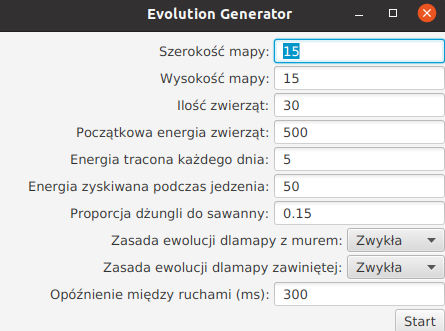 Evolution Generator
Szerokość mapy: 15
Wysokość mapy: 15
Ilość zwierząt: 30
Początkowa energia zwierząt: 500
Energia tracona każdego dnia: 5
Energia zyskiwana podczas jedzenia: 50
Proporcja dżungli do sawanny: 0.15
Zasada ewolucji dlamapy z murem: Zwykła
Zasada ewolucji dlamapy zawiniętej: Zwykła
Opóźnienie między ruchami (ms): 300
Start